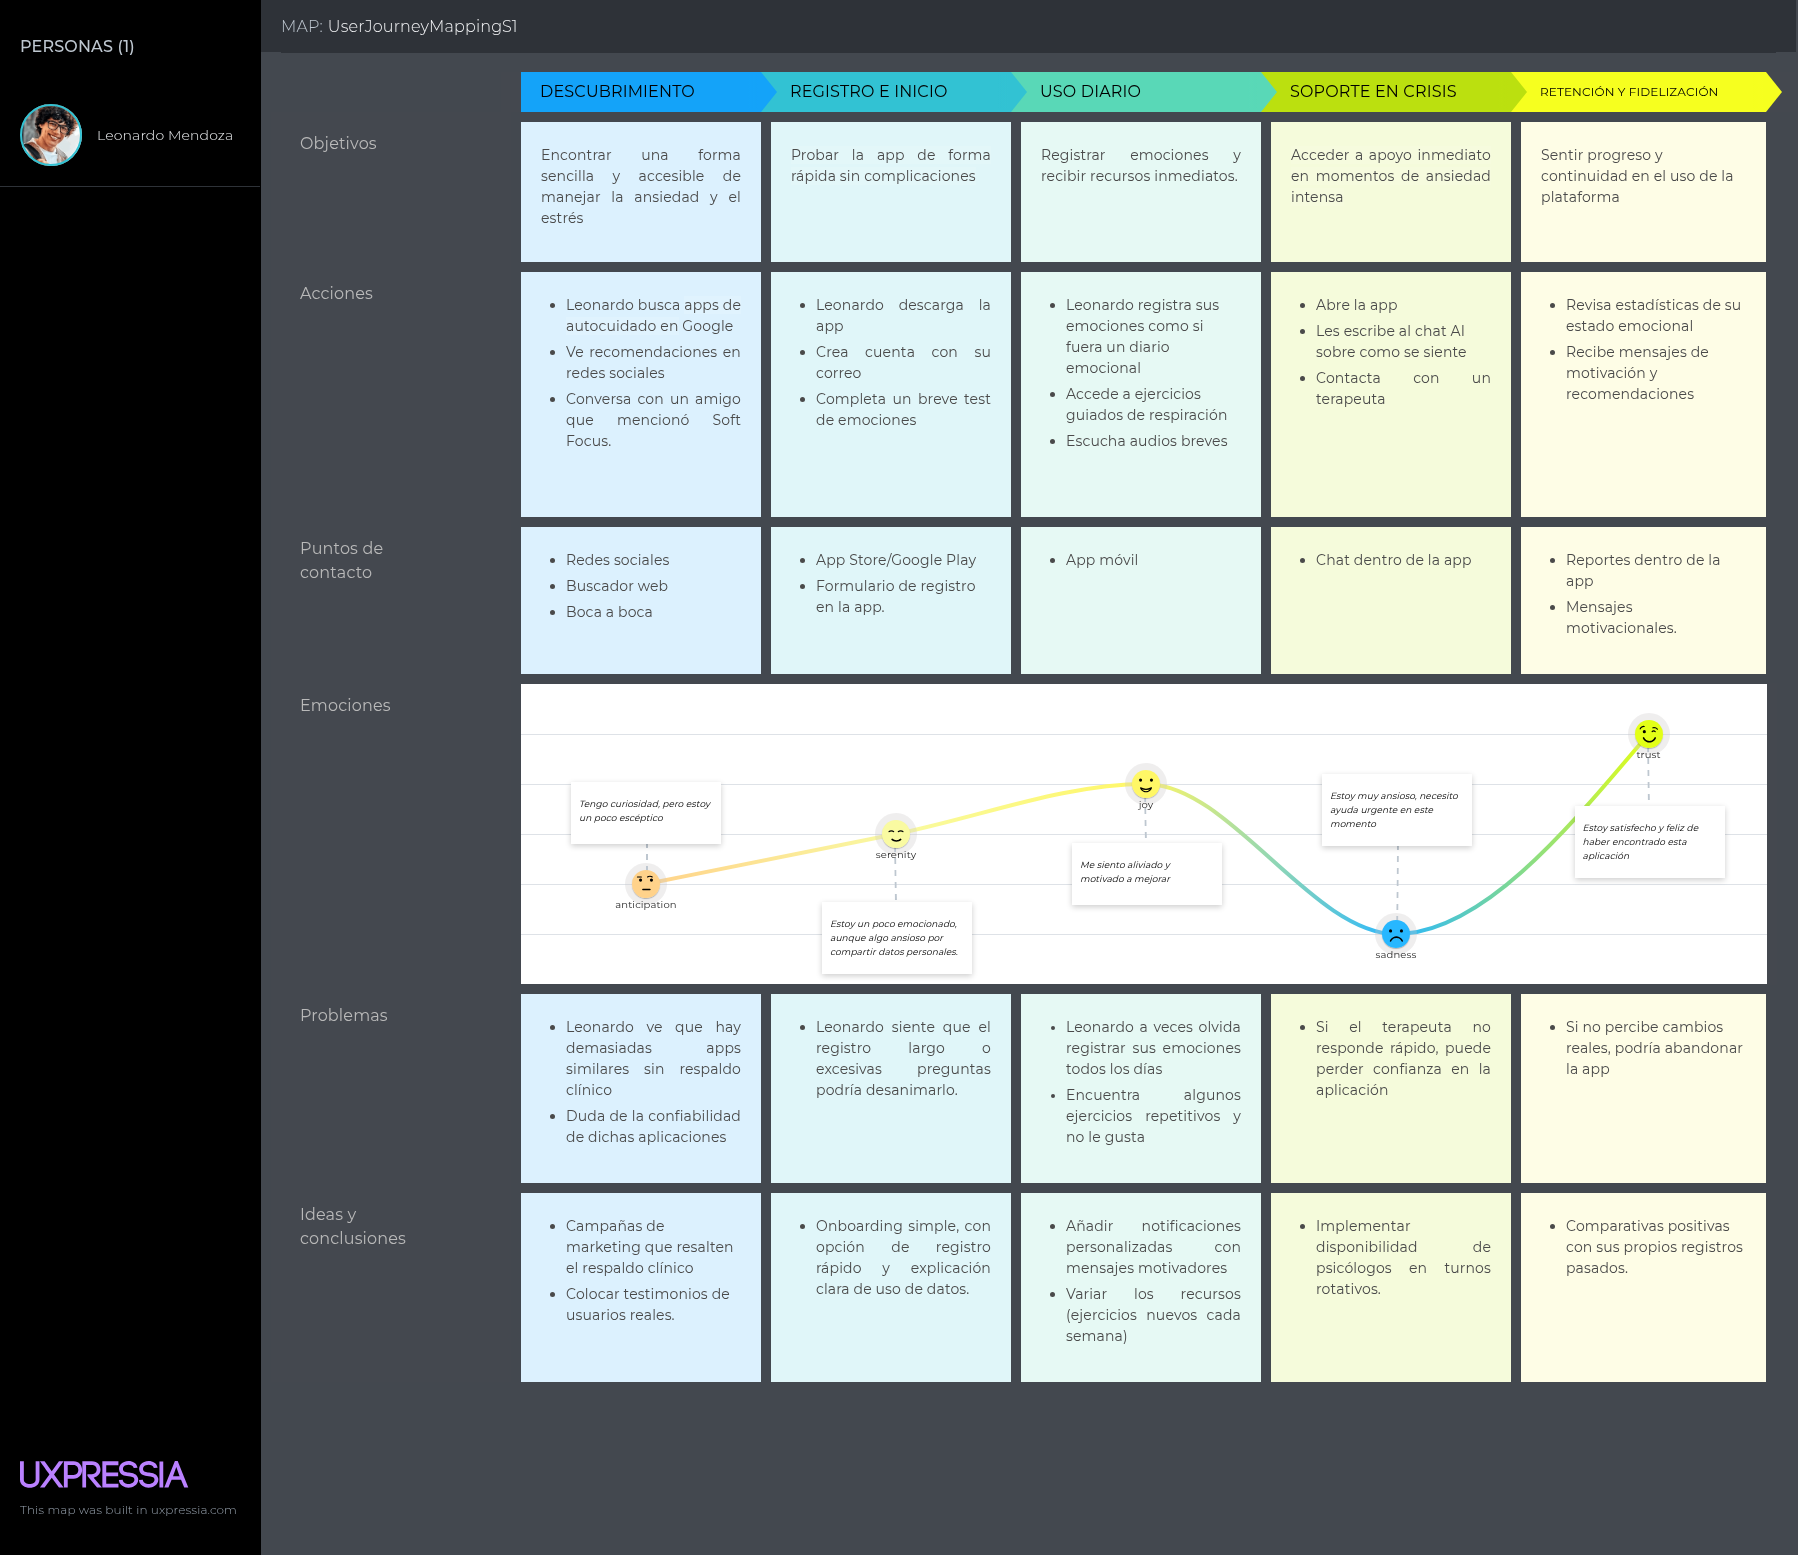 PERSONAS (1)
Leonardo Mendoza
MAP: UserJourneyMappingS1
DESCUBRIMIENTO
REGISTRO E INICIO
USO DIARIO
SOPORTE EN CRISIS
RETENCIÓN Y FIDELIZACIÓN
Objetivos
Encontrar una forma
sencilla y accesible de
manejar la ansiedad y el
estrés
Probar la app de forma
rápida sin complicaciones
Registrar emociones y
recibir recursos inmediatos.
Acceder a apoyo inmediato
en momentos de ansiedad
intensa
Sentir progreso y
continuidad en el uso de la
plataforma
Acciones
Leonardo busca apps de
autocuidado en Google
Ve recomendaciones en
redes sociales
Conversa con un amigo
que mencionó Soft
Focus.
Leonardo descarga la
app
Crea cuenta con su
correo
Completa un breve test
de emociones
Leonardo registra sus
emociones como si
fuera un diario
emocional
Accede a ejercicios
guiados de respiración
Escucha audios breves
Abre la app
Les escribe al chat AI
sobre como se siente
Contacta con un
terapeuta
Revisa estadísticas de su
estado emocional
Recibe mensajes de
motivación y
recomendaciones
Puntos de
contacto
Redes sociales
Buscador web
Boca a boca
App Store/Google Play
Formulario de registro
en la app.
App móvil
Chat dentro de la app
Reportes dentro de la
app
Mensajes
motivacionales.
Emociones
Tengo curiosidad, pero estoy
un poco escéptico
anticipation
serenity
Estoy un poco emocionado,
aunque algo ansioso por
compartir datos personales.
joy
Me siento aliviado y
motivado a mejorar
Estoy muy ansioso, necesito
ayuda urgente en este
momento
sadness
trust
Estoy satisfecho y feliz de
haber encontrado esta
aplicación
Problemas
Leonardo ve que hay
demasiadas apps
similares sin respaldo
clínico
Duda de la confiabilidad
de dichas aplicaciones
Leonardo siente que el
registro largo o
excesivas preguntas
podría desanimarlo.
Leonardo a veces olvida
registrar sus emociones
todos los días
Encuentra algunos
ejercicios repetitivos y
no le gusta
Si el terapeuta no
responde rápido, puede
perder confianza en la
aplicación
Si no percibe cambios
reales, podría abandonar
la app
Ideas y
conclusiones
Campañas de
marketing que resalten
el respaldo clínico
Colocar testimonios de
usuarios reales.
Onboarding simple, con
opción de registro
rápido y explicación
clara de uso de datos.
Añadir notificaciones
personalizadas con
mensajes motivadores
Variar los recursos
(ejercicios nuevos cada
semana)
Implementar
disponibilidad de
psicólogos en turnos
rotativos.
Comparativas positivas
con sus propios registros
pasados.
UXPRESSIA
This map was built in uxpressia.com